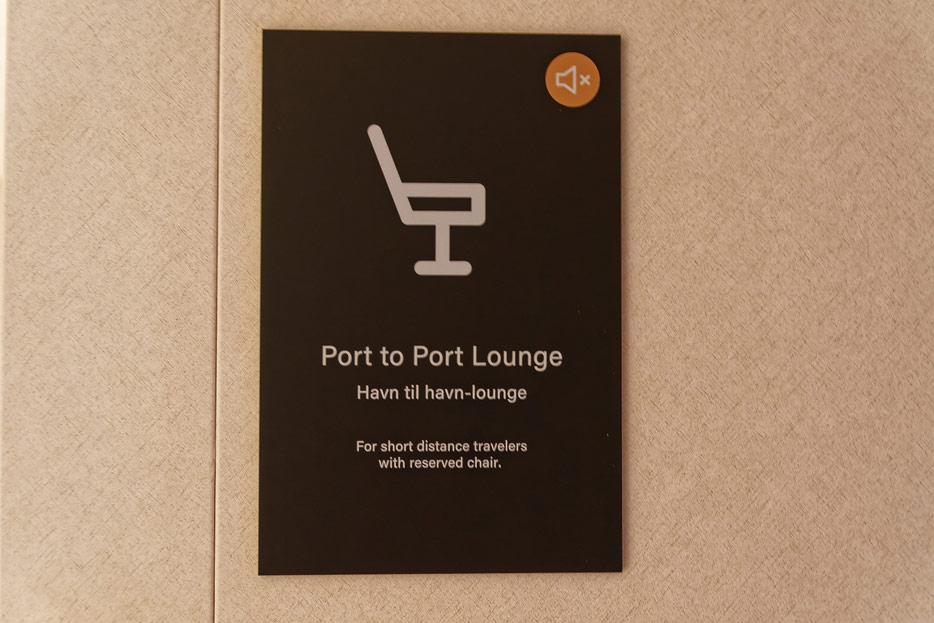 Port to Port Lounge
Havn til havn-lounge
For short distance travelers
with reserved chair.